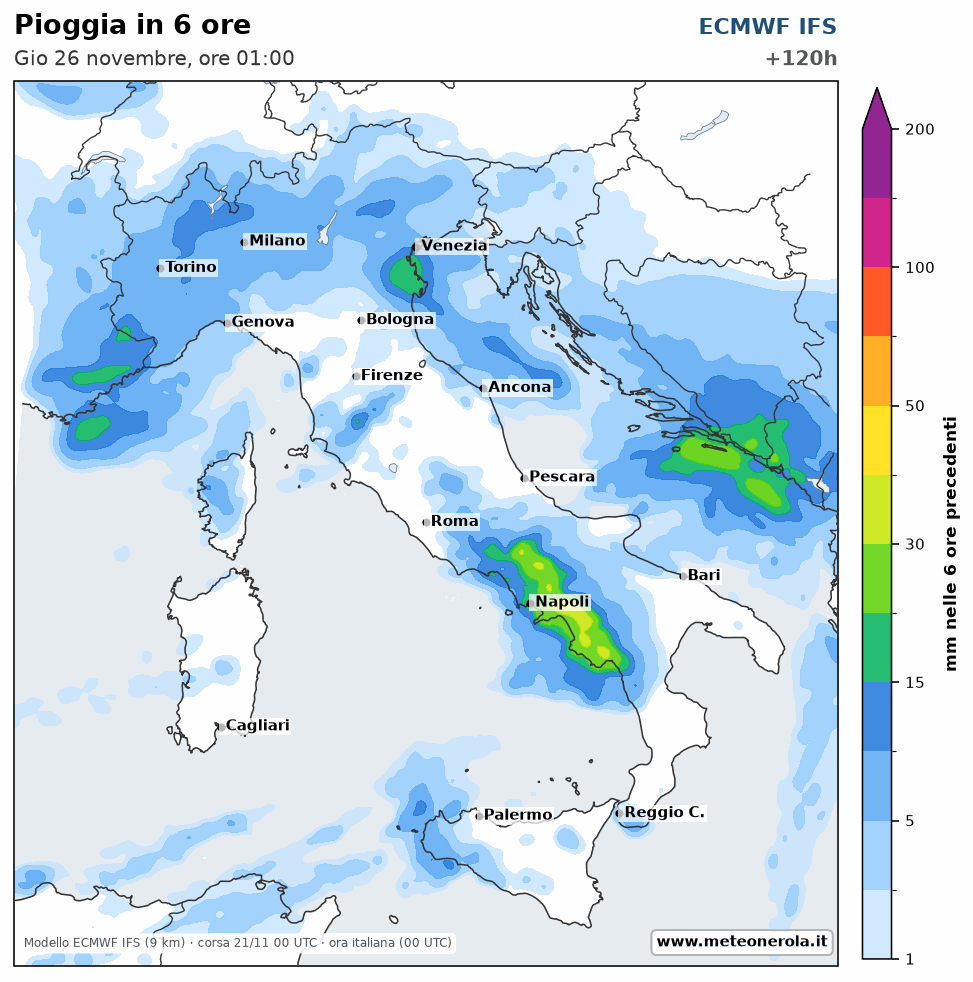 Pioggia in 6 ore
ECMWF IFS
Gio 26 novembre, ore 01:00
+120h
200
100
50
30
15
5
1
mm nelle 6 ore precedenti
Milano
Venezia
Torino
Genova
Bologna
Firenze
Ancona
Pescara
Roma
Bari
Napoli
Cagliari
Palermo
Reggio C.
Modello ECMWF IFS (9 km) · corsa 21/11 00 UTC · ora italiana (00 UTC)
www.meteonerola.it